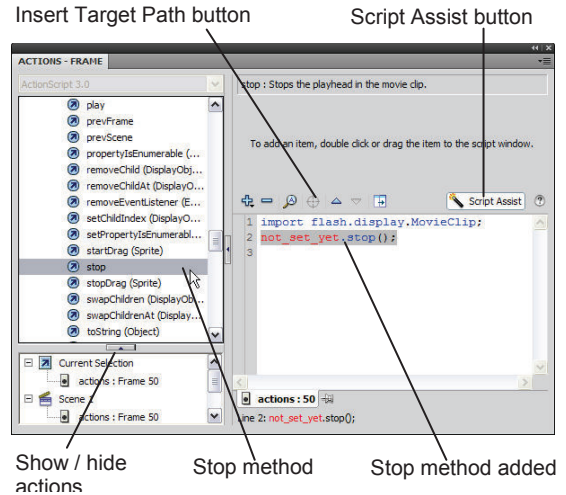 Insert Target Path button
Script Assist button
ACTIONS - FRAME
ActionScript 3.0
stop : Stops the playhead in the movie clip.
play
prevFrame
prevScene
propertyIsEnumerable (...
removeChild (DisplayObj...
removeChildAt (DisplayO...
removeEventListener (E...
setChildIndex (DisplayO...
setPropertyIsEnumerabl...
startDrag (Sprite)
stop
stopDrag (Sprite)
swapChildren (DisplayOb...
swapChildrenAt (Display...
toString (Object)
To add an item, double click or drag the item to the script window.
Script Assist
1 import flash.display.MovieClip;
2 not_set_yet.stop();
3
Current Selection
actions : Frame 50
Scene 1
actions : Frame 50
actions : 50
Line 2: not_set_yet.stop();
Show / hide
actions
Stop method
Stop method added